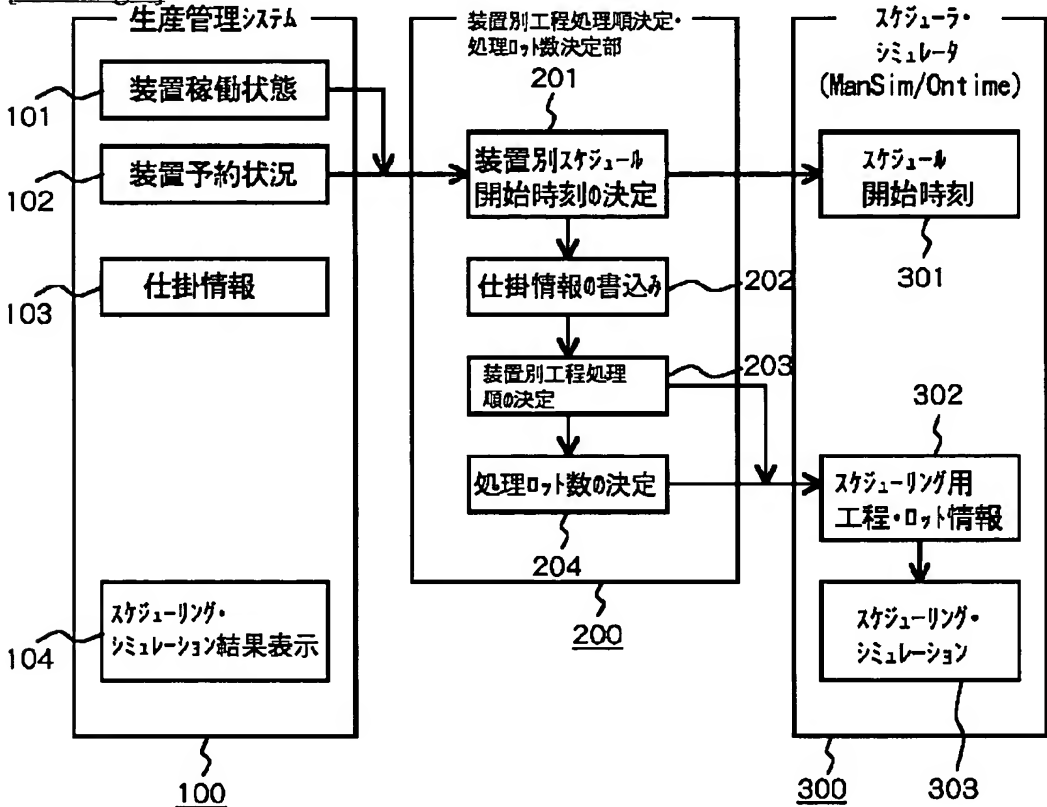 生産管理システム
装置稼働状態
101
装置予約状況
102
仕掛情報
103
スケジューリング・
シミュレーション結果表示
104
100
装置別工程処理順決定・
処理ロット数決定部
201
装置別スケジュール
開始時刻の決定
仕掛情報の書込み
202
装置別工程処理
順の決定
203
処理ロット数の決定
204
200
スケジューラ・
シミュレータ
(ManSim/Ontime)
スケジュール
開始時刻
301
302
スケジューリング用
工程・ロット情報
スケジューリング・
シミュレーション
300
303